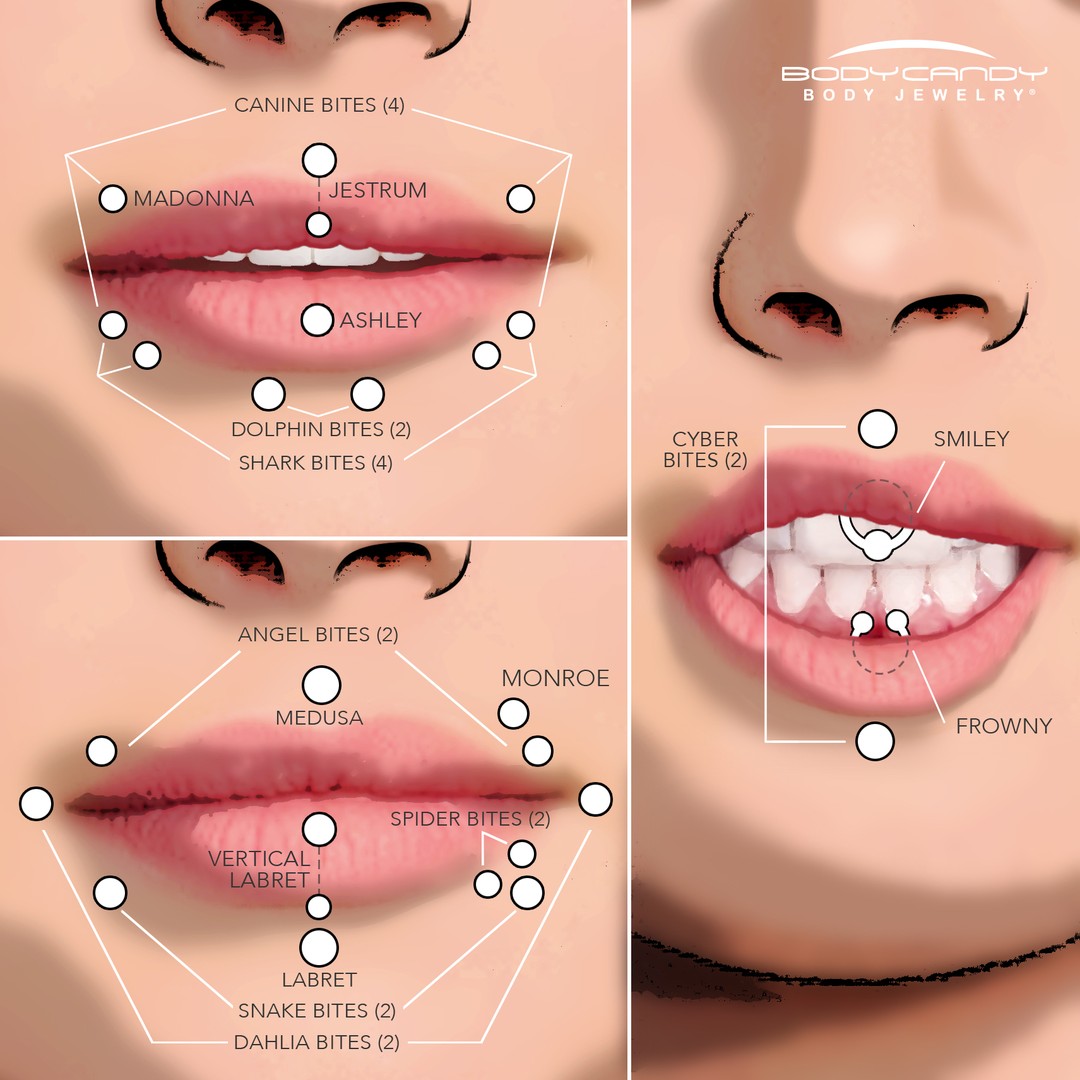 CANINE BITES (4)
MADONNA
JESTRUM
ASHLEY
DOLPHIN BITES (2)
SHARK BITES (4)
ANGEL BITES (2)
MONROE
MEDUSA
SPIDER BITES (2)
VERTICAL
LABRET
LABRET
SNAKE BITES (2)
DAHLIA BITES (2)
BODYCANDY
BODY JEWELRY®
CYBER
BITES (2)
SMILEY
FROWNY